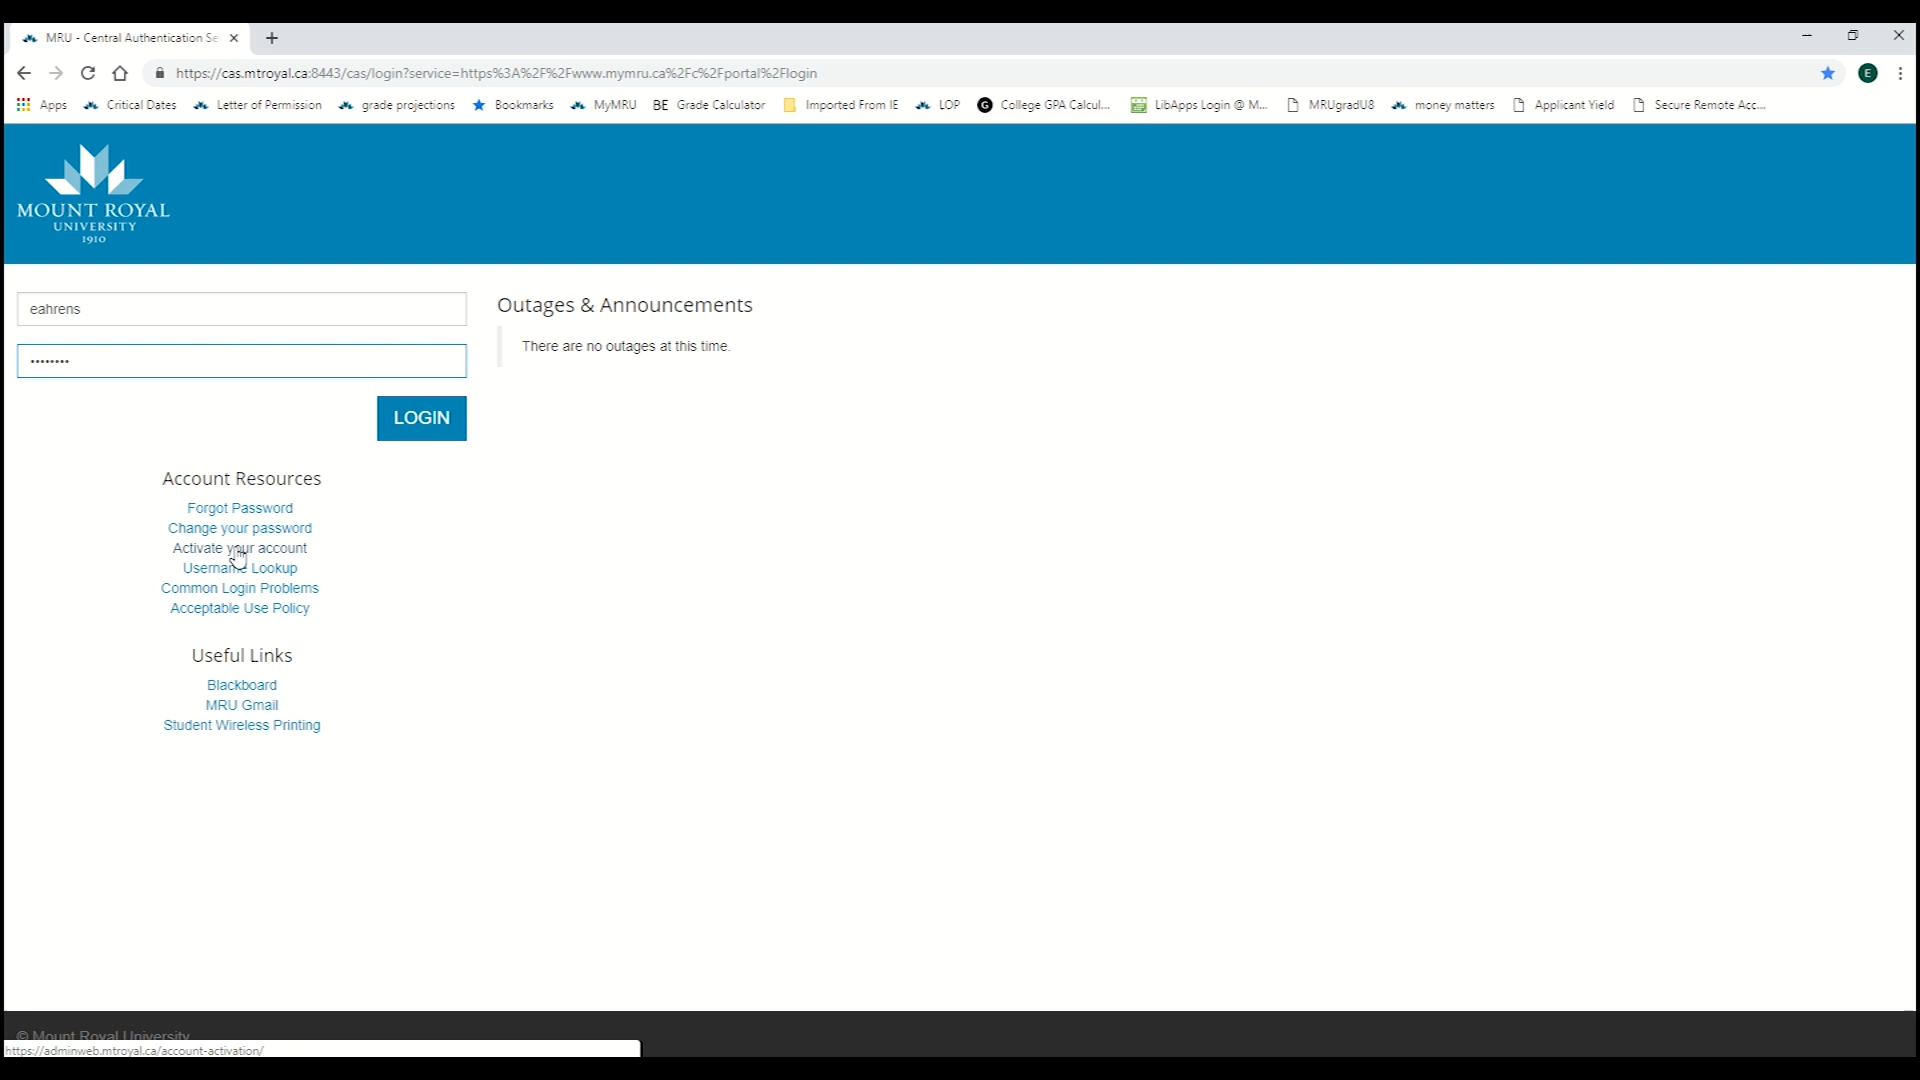 MRU - Central Authentication Se
https://cas.mtroyal.ca:8443/cas/login?service=https%3A%2F%2Fwww.mymru.ca%2Fc%2Fportal%2Flogin
E
Apps Critical Dates Letter of Permission grade projections Bookmarks MyMRU BE Grade Calculator Imported From IE LOP G College GPA Calcul... LibApps Login @ M... MRUgradU8 money matters Applicant Yield Secure Remote Acc...
MOUNT ROYAL
UNIVERSITY
1910
eahrens
••••••••
LOGIN
Outages & Announcements
There are no outages at this time.
Account Resources
Forgot Password
Change your password
Activate your account
Username Lookup
Common Login Problems
Acceptable Use Policy
Useful Links
Blackboard
MRU Gmail
Student Wireless Printing
© Mount Royal University
https://adminweb.mtroyal.ca/account-activation/